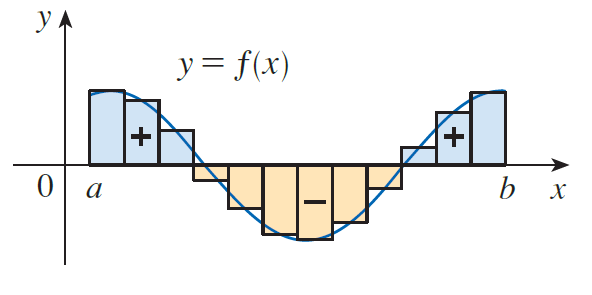 y
y = f(x)
+ +
0 a − b x